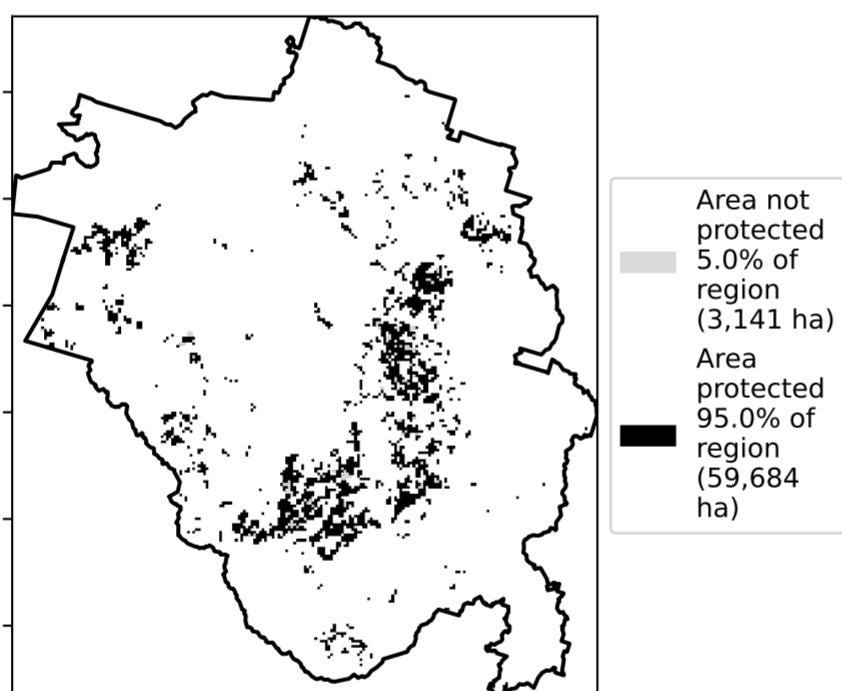 Area not
protected
5.0% of
region
(3,141 ha)
Area
protected
95.0% of
region
(59,684
ha)